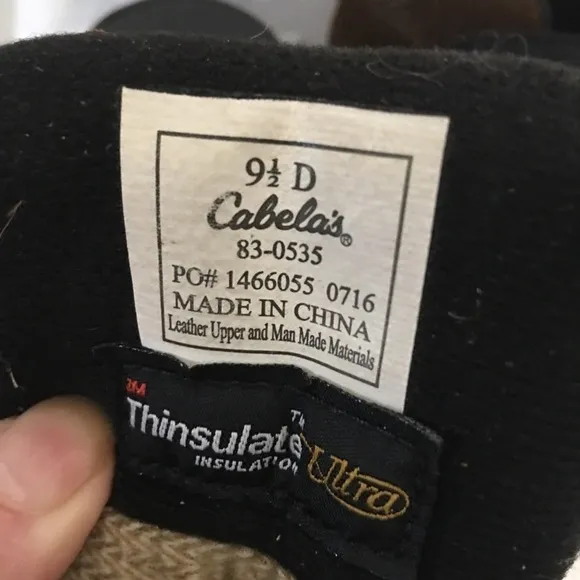 9½ D
Cabela's®
83-0535
PO# 1466055 0716
MADE IN CHINA
Leather Upper and Man Made Materials
3M
Thinsulate™
INSULATION
Ultra